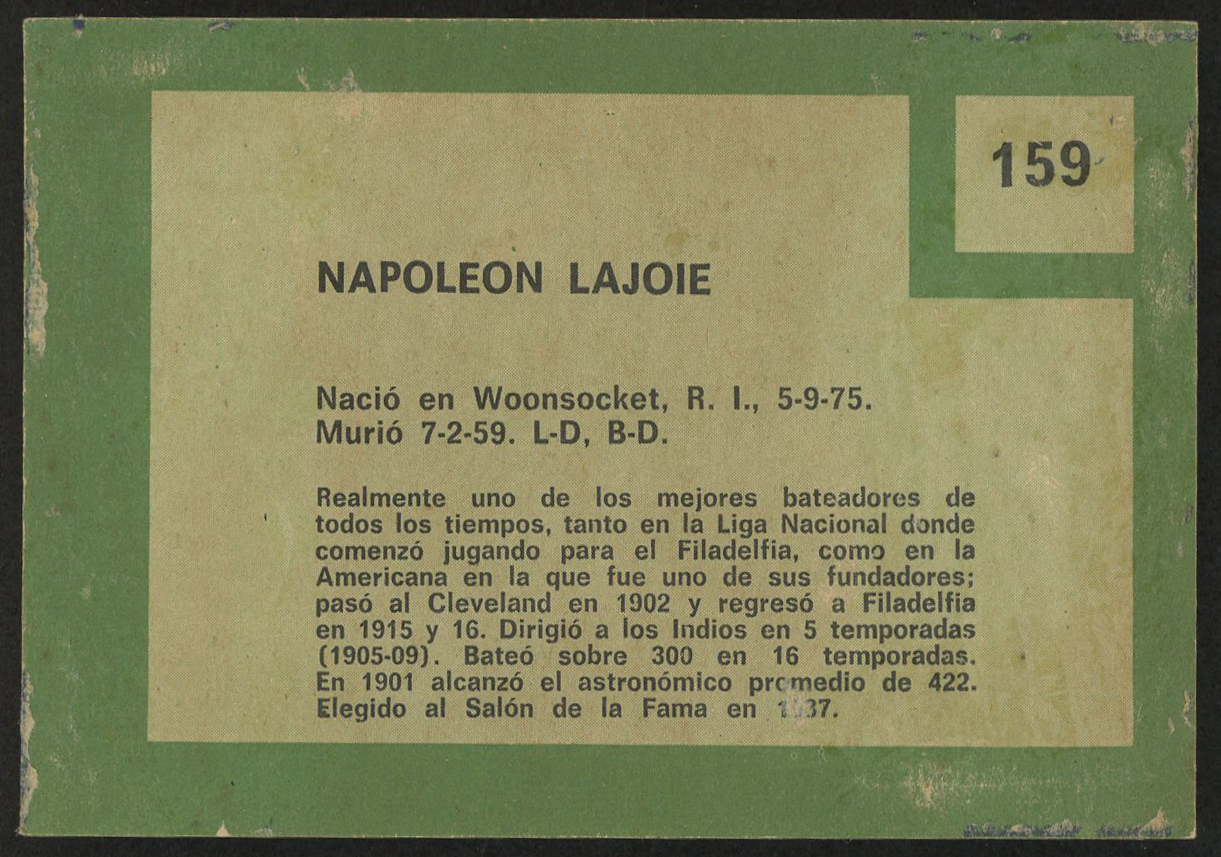 159
NAPOLEON LAJOIE
Nació en Woonsocket, R. I., 5-9-75.
Murió 7-2-59. L-D, B-D.
Realmente uno de los mejores bateadores de
todos los tiempos, tanto en la Liga Nacional donde
comenzó jugando para el Filadelfia, como en la
Americana en la que fue uno de sus fundadores;
pasó al Cleveland en 1902 y regresó a Filadelfia
en 1915 y 16. Dirigió a los Indios en 5 temporadas
(1905-09). Bateó sobre 300 en 16 temporadas.
En 1901 alcanzó el astronómico promedio de 422.
Elegido al Salón de la Fama en 1937.